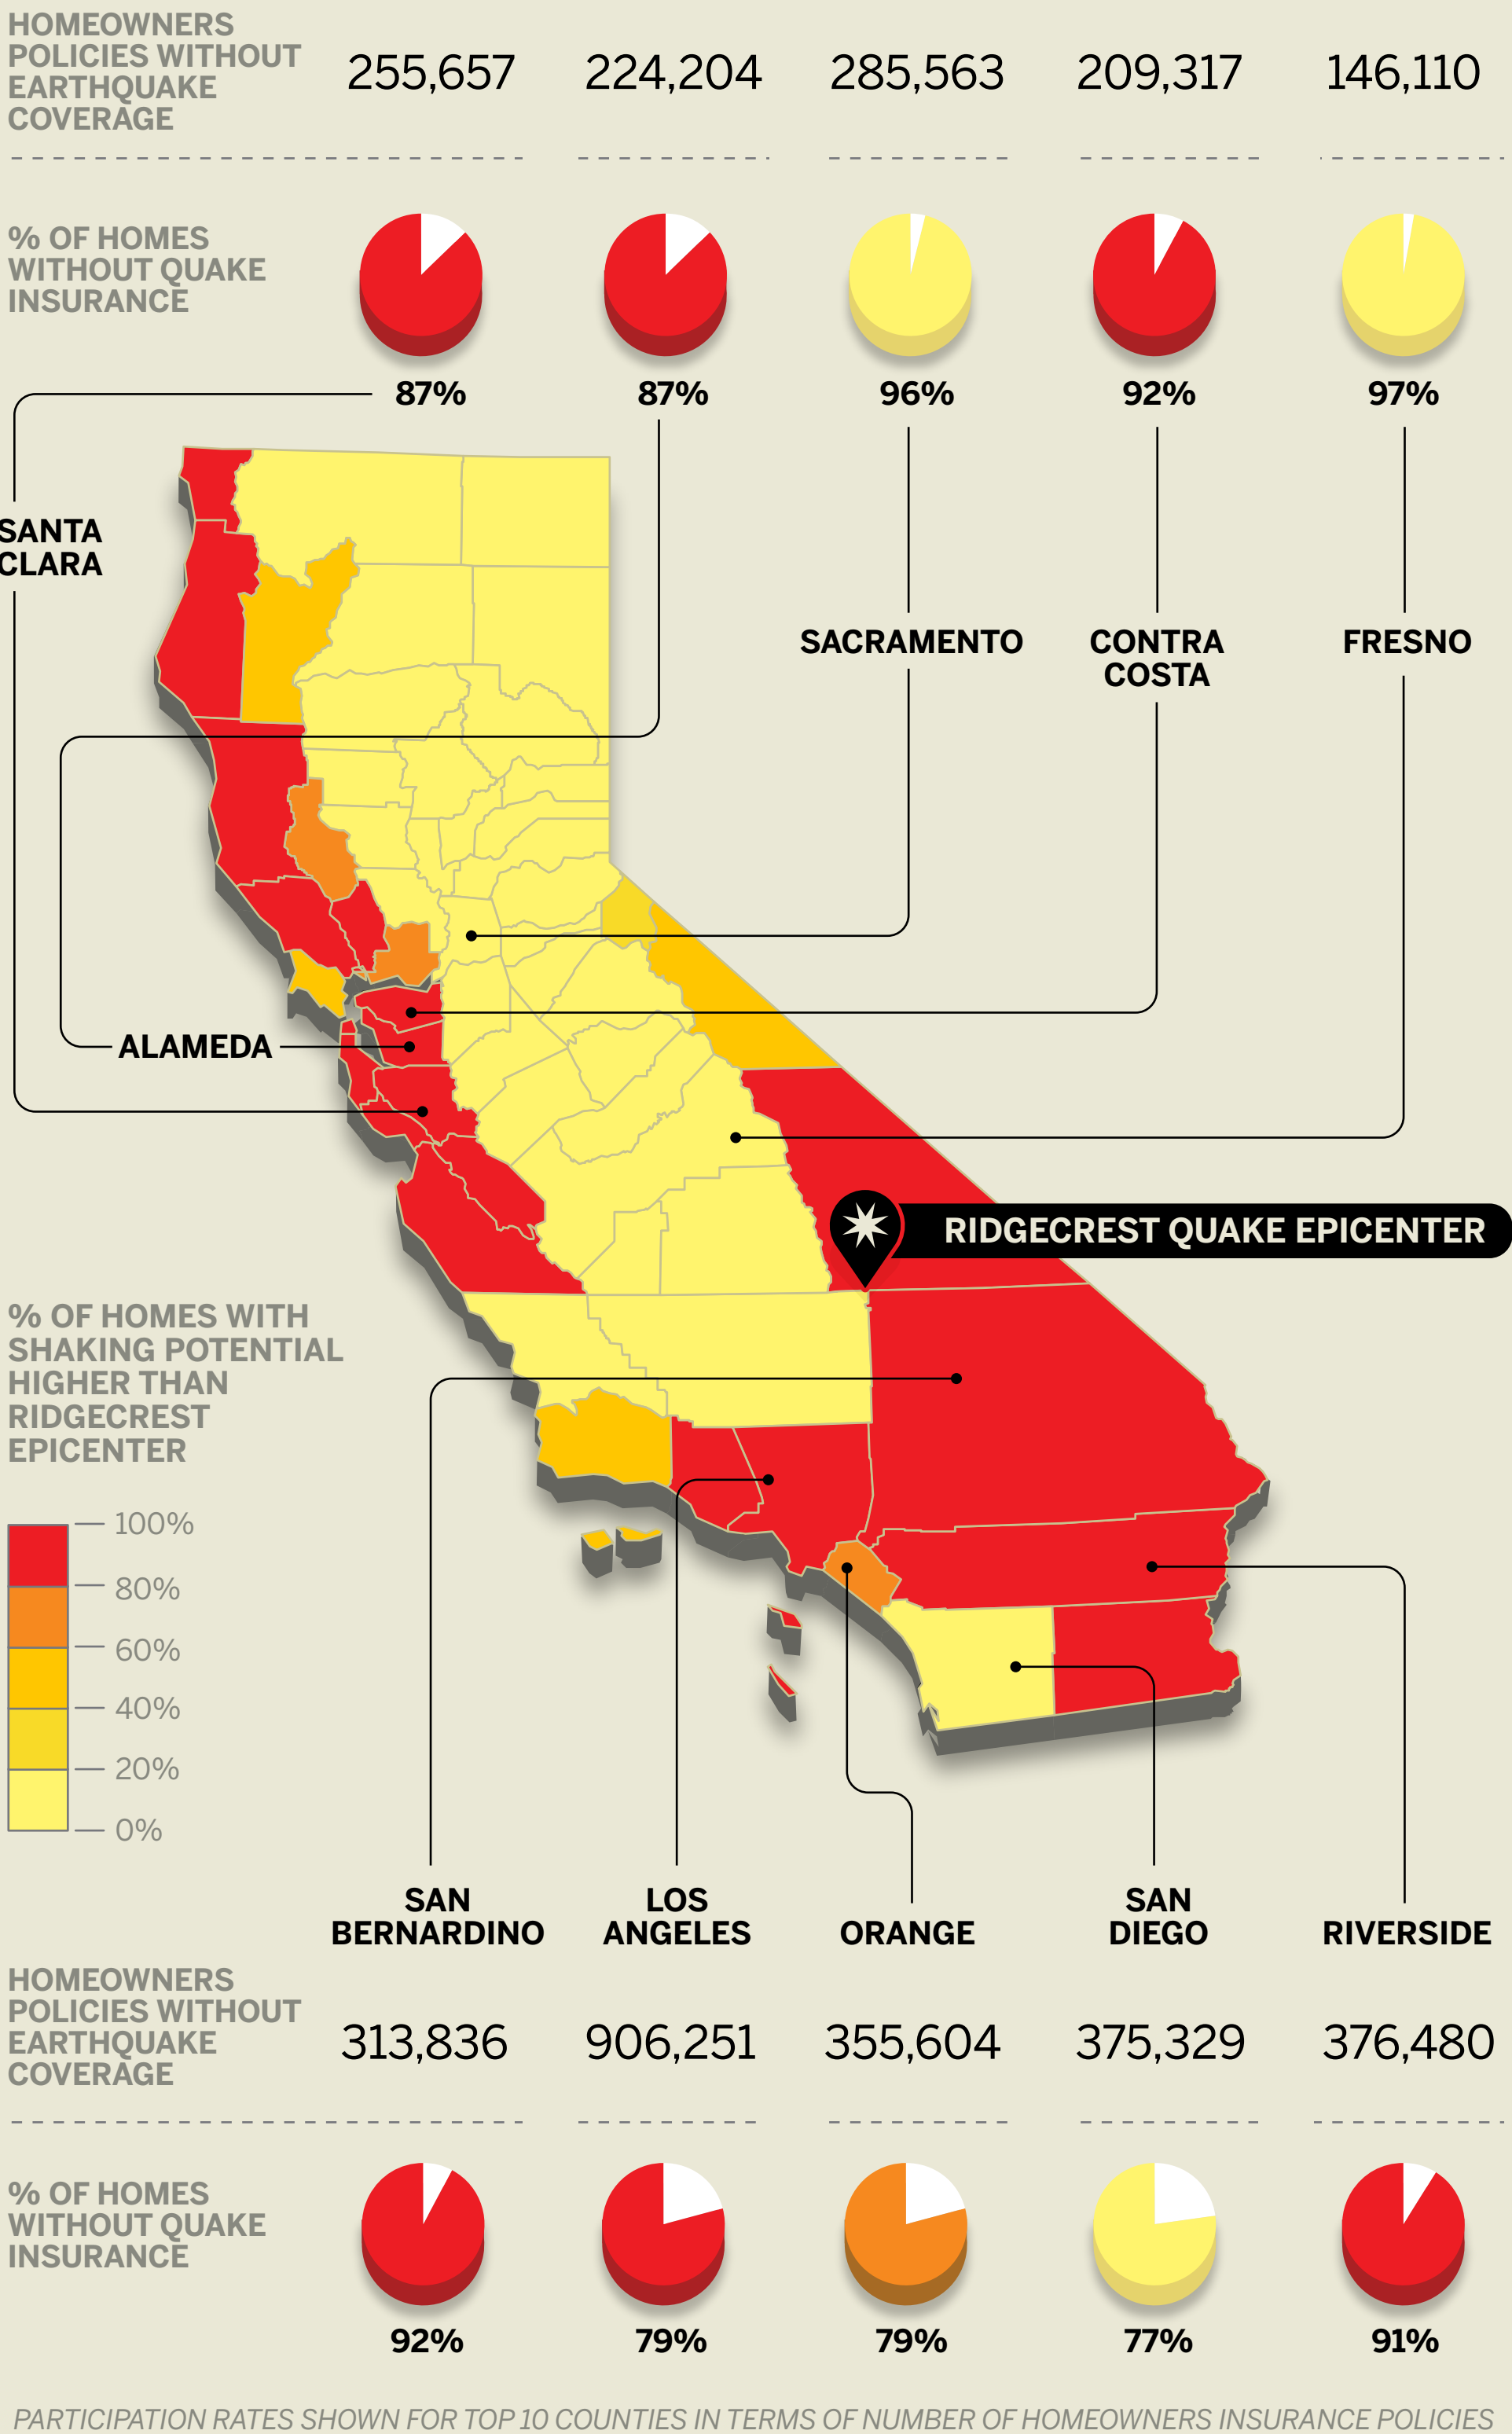 HOMEOWNERS
POLICIES WITHOUT
EARTHQUAKE
COVERAGE
255,657 224,204 285,563 209,317 146,110
% OF HOMES
WITHOUT QUAKE
INSURANCE
87% 87% 96% 92% 97%
SANTA
CLARA
SACRAMENTO
CONTRA
COSTA
FRESNO
ALAMEDA
RIDGECREST QUAKE EPICENTER
% OF HOMES WITH
SHAKING POTENTIAL
HIGHER THAN
RIDGECREST
EPICENTER
100%
80%
60%
40%
20%
0%
SAN
BERNARDINO
LOS
ANGELES
ORANGE
SAN
DIEGO
RIVERSIDE
HOMEOWNERS
POLICIES WITHOUT
EARTHQUAKE
COVERAGE
313,836 906,251 355,604 375,329 376,480
% OF HOMES
WITHOUT QUAKE
INSURANCE
92% 79% 79% 77% 91%
PARTICIPATION RATES SHOWN FOR TOP 10 COUNTIES IN TERMS OF NUMBER OF HOMEOWNERS INSURANCE POLICIES